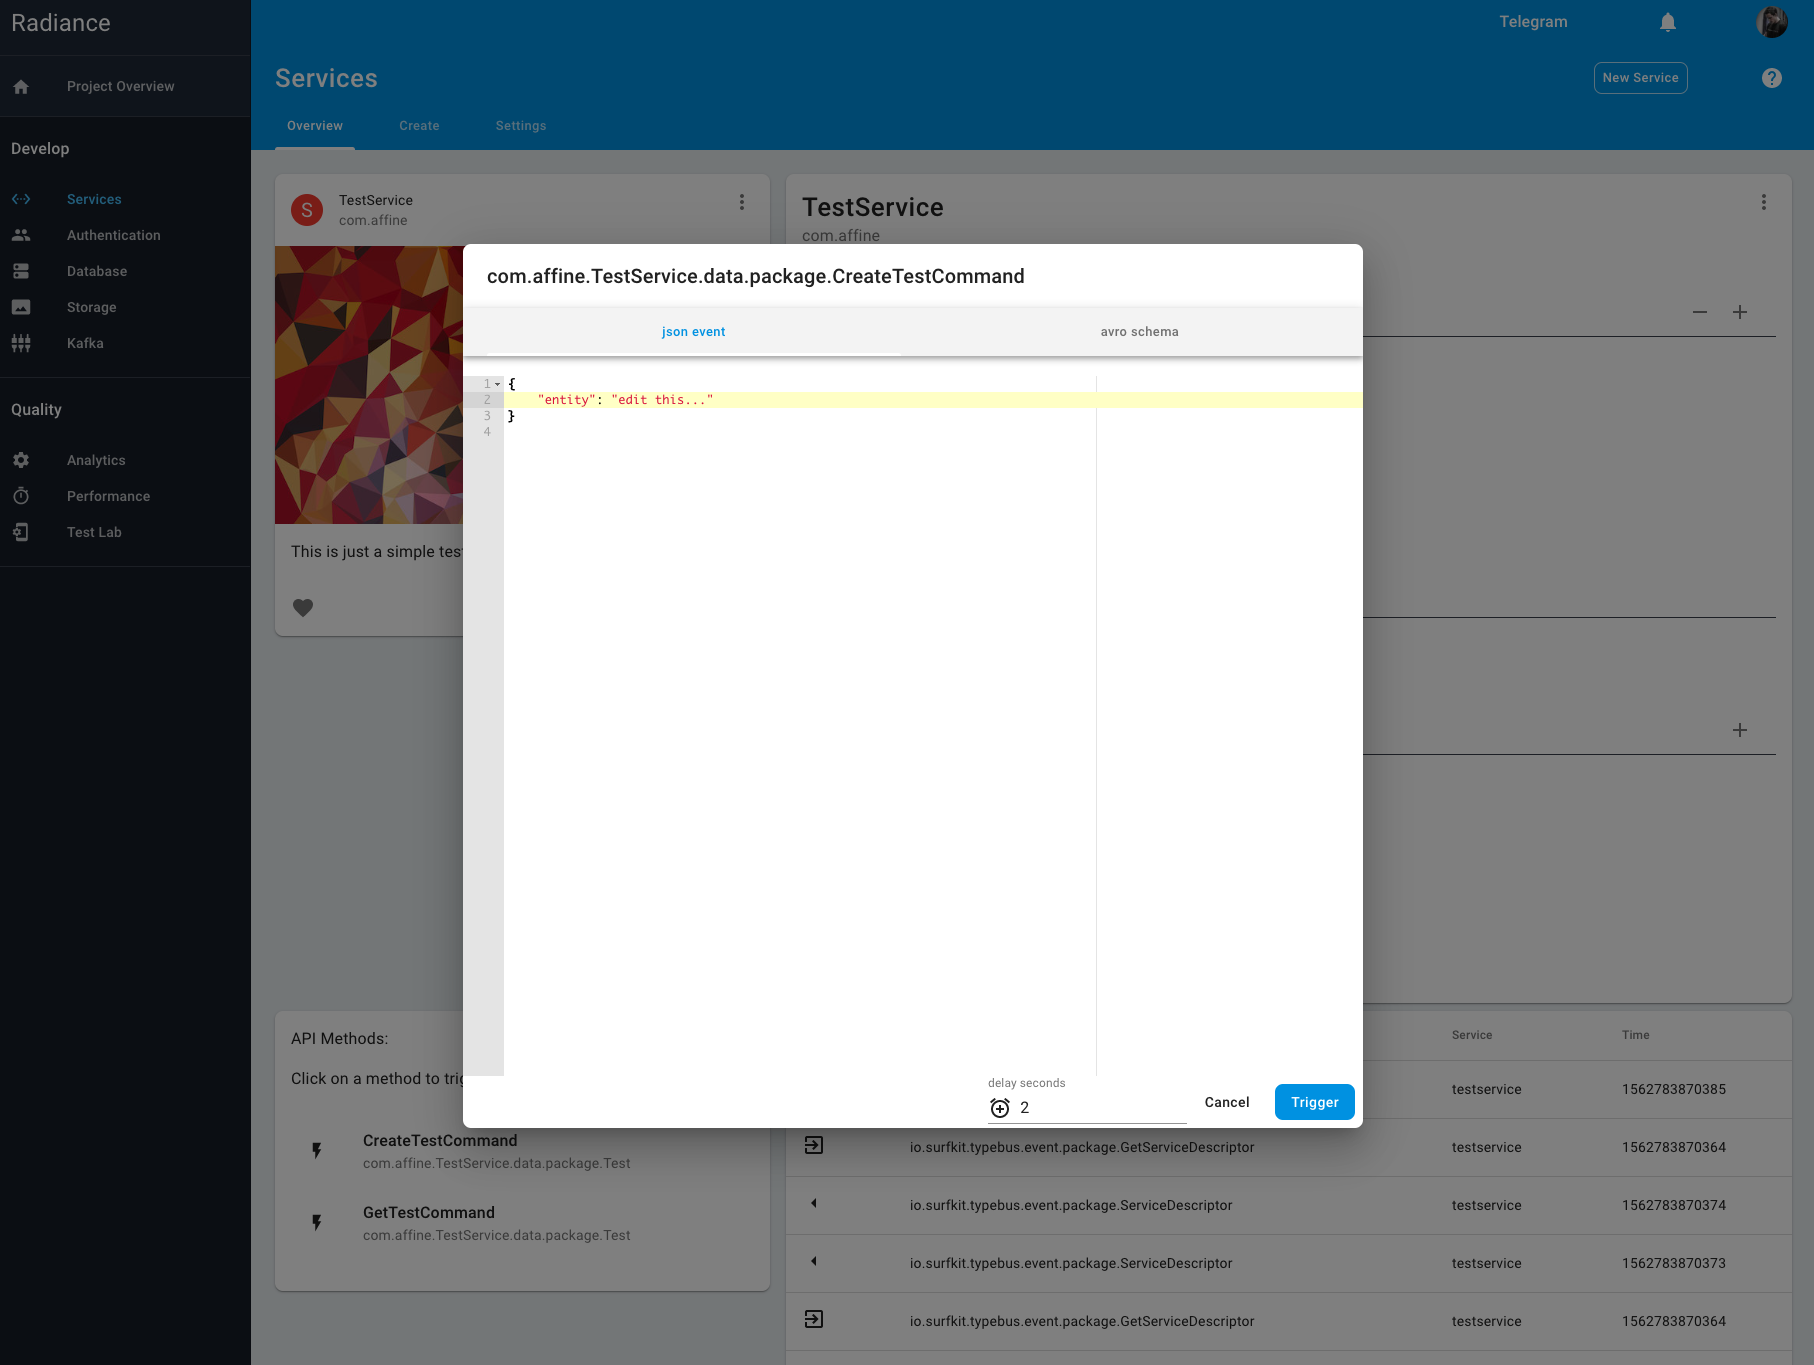 Radiance
Telegram
Project Overview
Services
New Service
Overview
Create
Settings
Develop
Services
Authentication
Database
Storage
Kafka
Quality
Analytics
Performance
Test Lab
S
TestService
com.affine
This is just a simple test
TestService
com.affine
com.affine.TestService.data.package.CreateTestCommand
json event
avro schema
1 {
2 "entity": "edit this..."
3 }
4
delay seconds
2
Cancel
Trigger
API Methods:
Click on a method to
CreateTestCommand
com.affine.TestService.data.package.Test
GetTestCommand
com.affine.TestService.data.package.Test
Service
Time
testservice
1562783870385
io.surfkit.typebus.event.package.GetServiceDescriptor
testservice
1562783870364
io.surfkit.typebus.event.package.ServiceDescriptor
testservice
1562783870374
io.surfkit.typebus.event.package.ServiceDescriptor
testservice
1562783870373
io.surfkit.typebus.event.package.GetServiceDescriptor
testservice
1562783870364